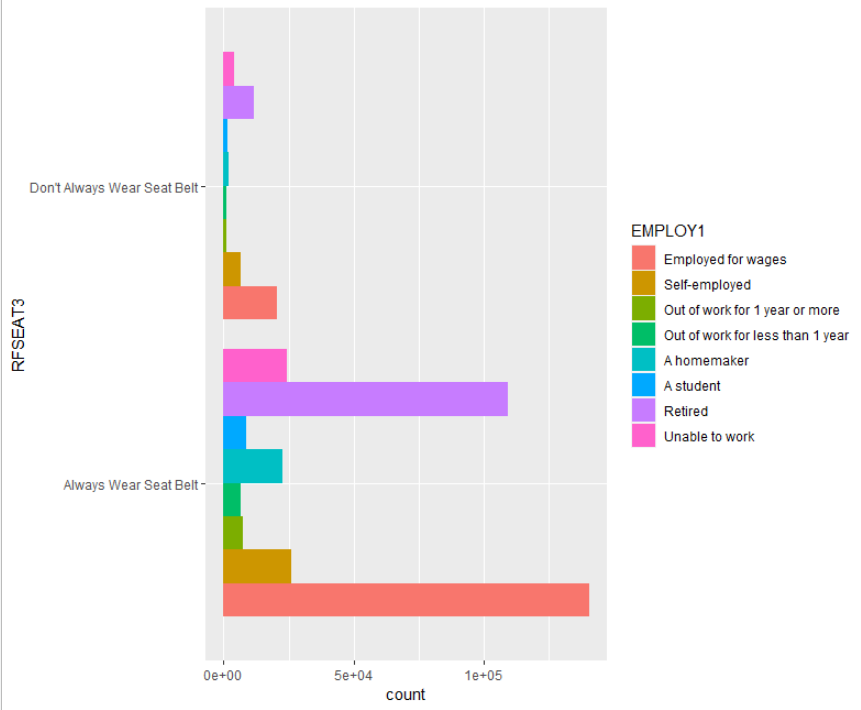 Don't Always Wear Seat Belt
Always Wear Seat Belt
RFSEAT3
0e+00
5e+04
1e+05
count
EMPLOY1
Employed for wages
Self-employed
Out of work for 1 year or more
Out of work for less than 1 year
A homemaker
A student
Retired
Unable to work